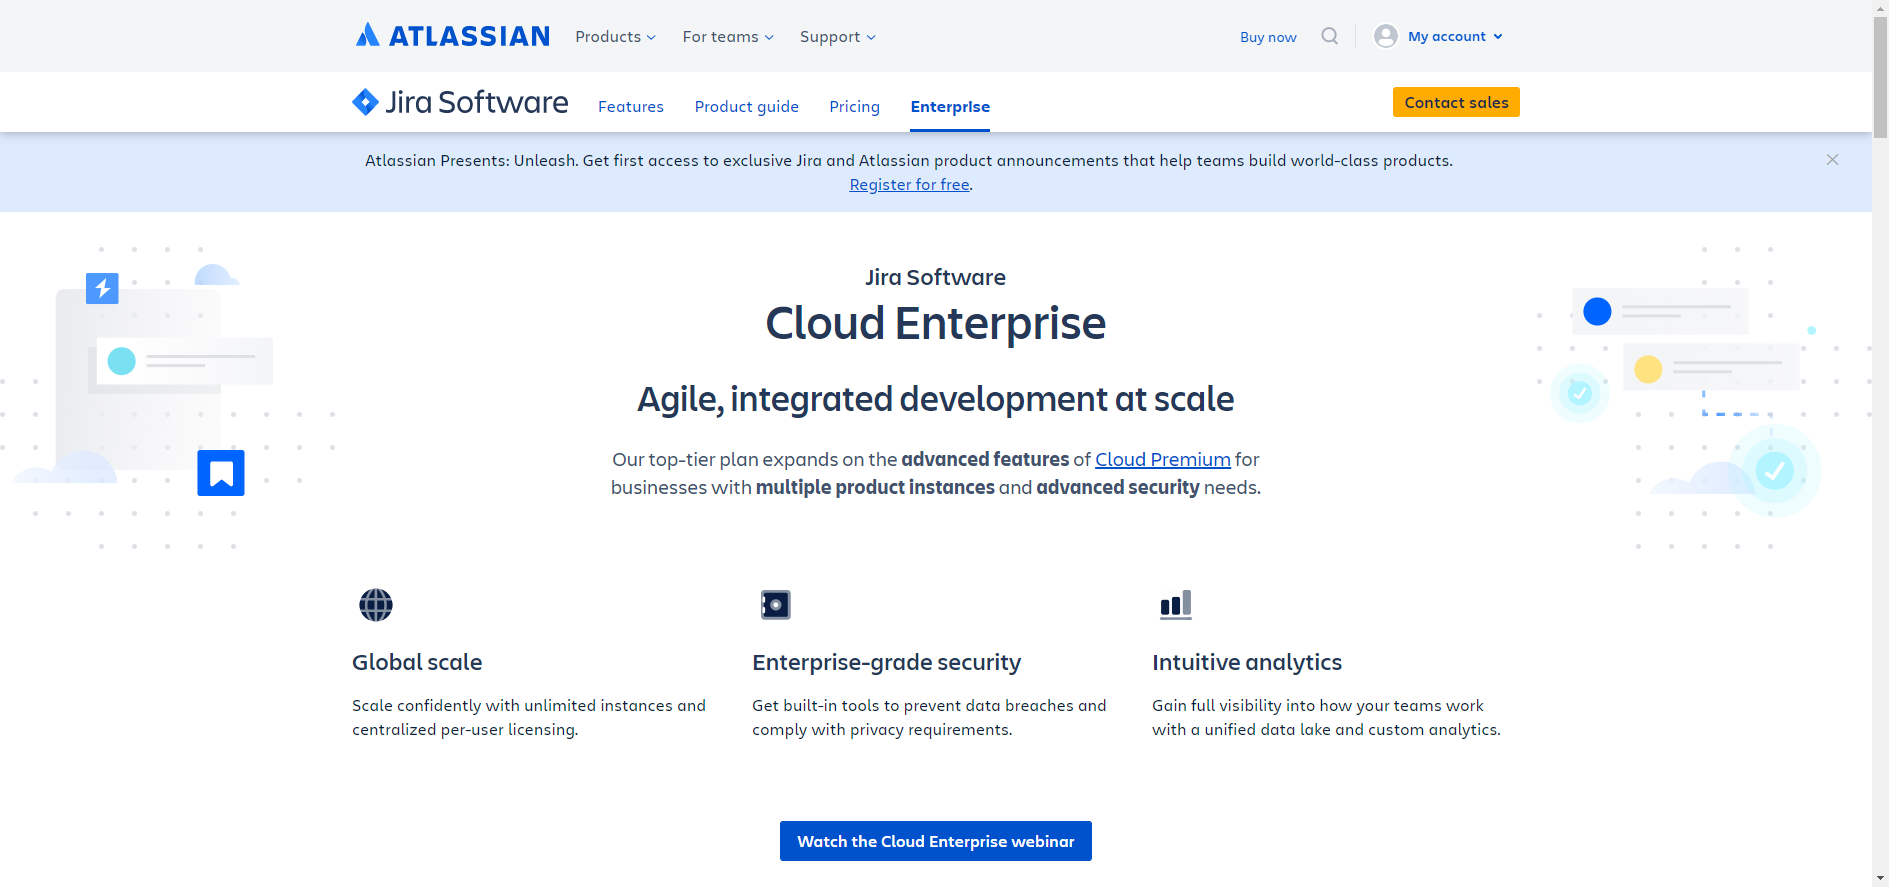 ATLASSIAN Products For teams Support Buy now My account
Jira Software Features Product guide Pricing Enterprise Contact sales
Atlassian Presents: Unleash. Get first access to exclusive Jira and Atlassian product announcements that help teams build world-class products.
Register for free.
Jira Software
Cloud Enterprise
Agile, integrated development at scale
Our top-tier plan expands on the advanced features of Cloud Premium for
businesses with multiple product instances and advanced security needs.
Global scale
Scale confidently with unlimited instances and
centralized per-user licensing.
Enterprise-grade security
Get built-in tools to prevent data breaches and
comply with privacy requirements.
Intuitive analytics
Gain full visibility into how your teams work
with a unified data lake and custom analytics.
Watch the Cloud Enterprise webinar